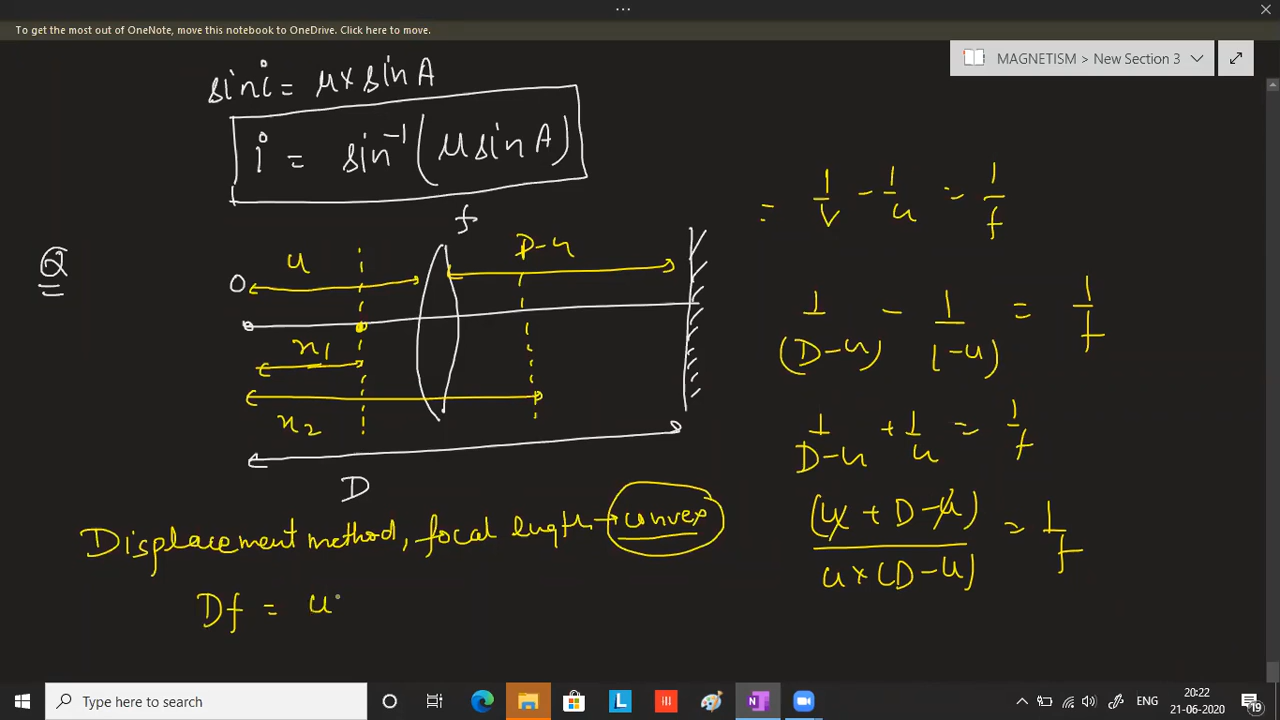 To get the most out of OneNote, move this notebook to OneDrive. Click here to move.
MAGNETISM > New Section 3
sin i = μ x sin A
i = sin⁻¹ (μ sin A)
f
Q
O
u
D-u
x1
x2
D
Displacement method, focal length → convex
Df = u
= 1/v - 1/u = 1/f
1/(D-u) - 1/(-u) = 1/f
1/D-u + 1/u = 1/f
(u + D - u)/u x (D-u) = 1/f
Type here to search
ENG
20:22
21-06-2020
19